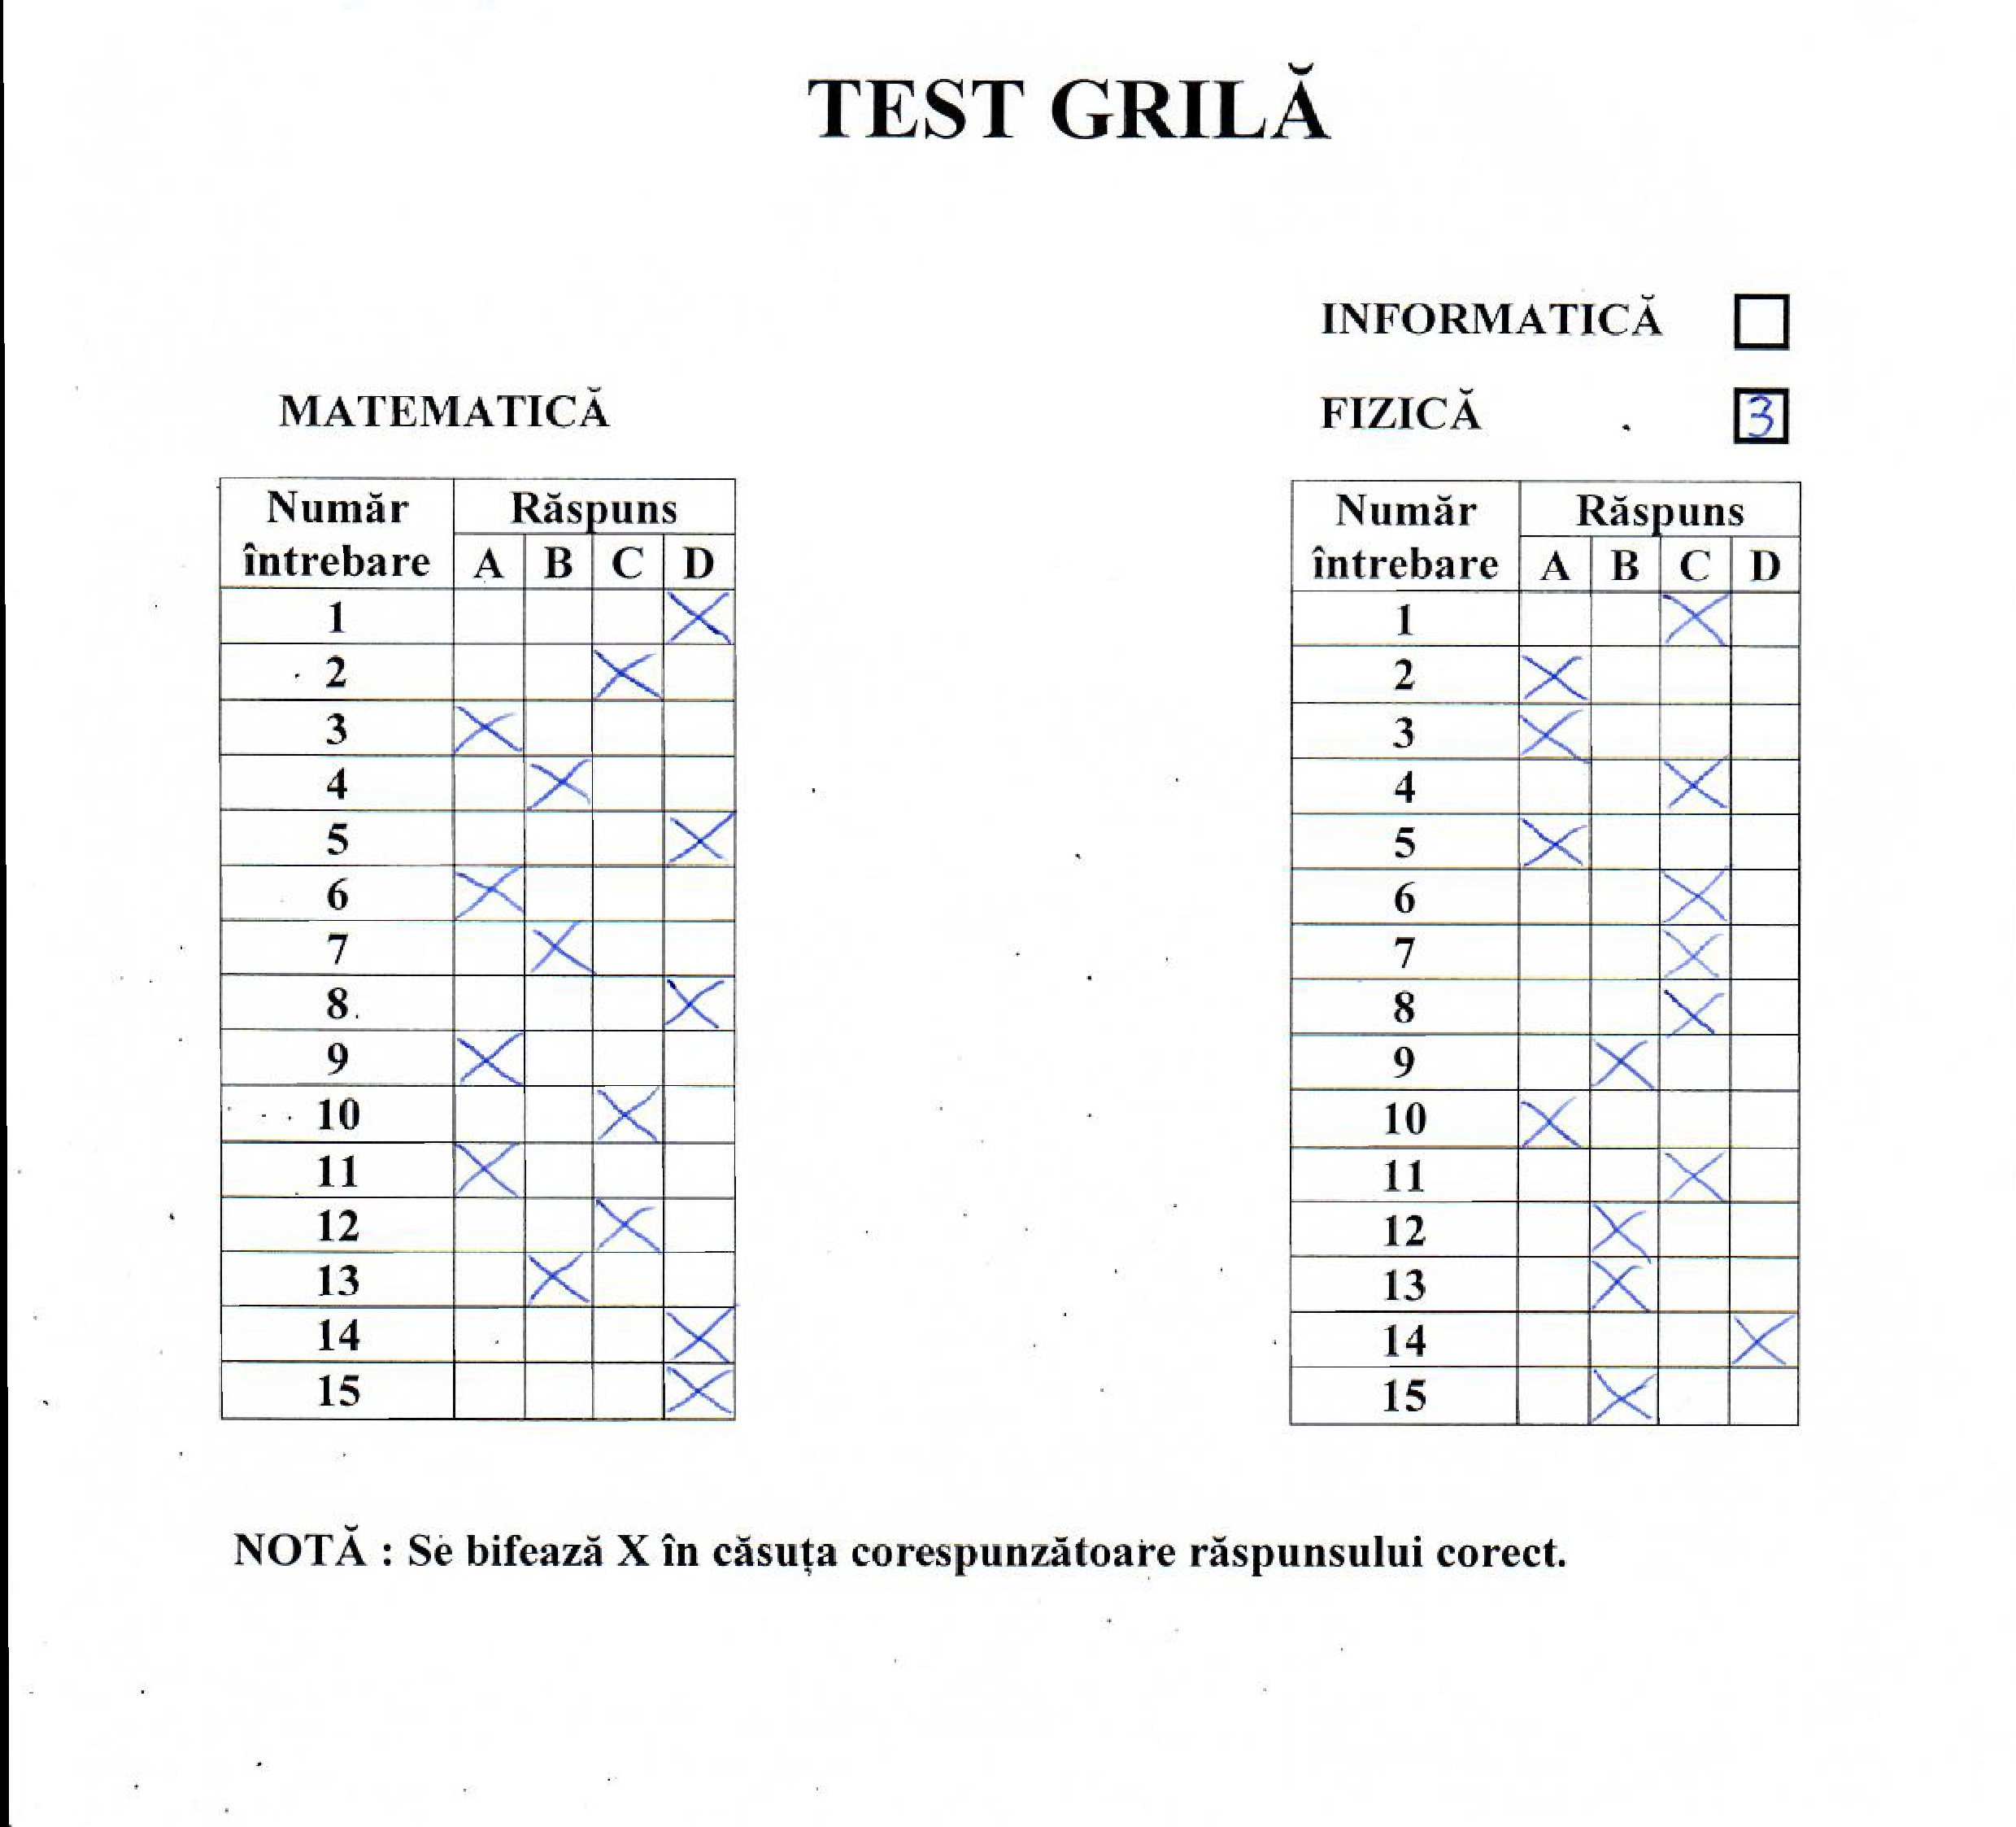 TEST GRILĂ
INFORMATICĂ
MATEMATICĂ
FIZICĂ 3
Număr întrebare Răspuns
A B C D
1 X
2 X
3 X
4 X
5 X
6 X
7 X
8 X
9 X
10 X
11 X
12 X
13 X
14 X
15 X
Număr întrebare Răspuns
A B C D
1 X
2 X
3 X
4 X
5 X
6 X
7 X
8 X
9 X
10 X
11 X
12 X
13 X
14 X
15 X
NOTĂ : Se bifează X în căsuța corespunzătoare răspunsului corect.